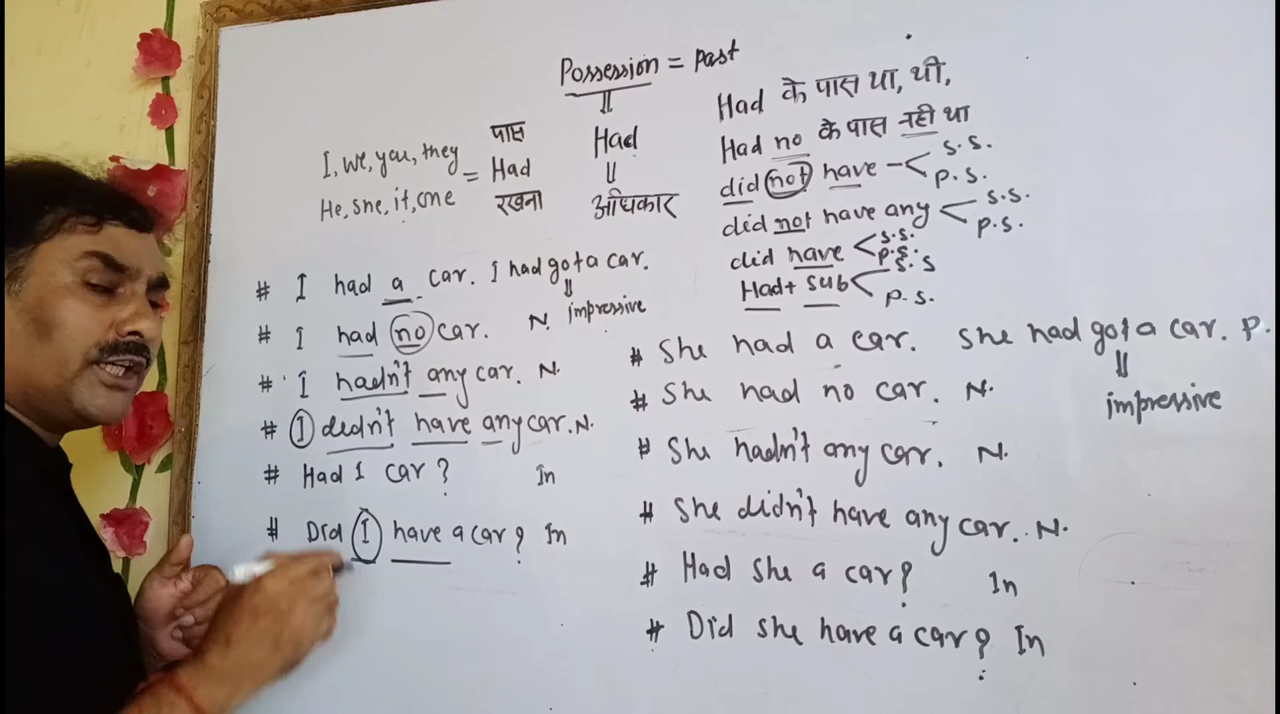 Possession = Past
||
पास Had
I, we, you, they = Had ||
He, She, it, one रखना अधिकार
Had के पास था, थी,
Had no के पास नही था
did not have < S.S.
P.S.
did not have any < S.S.
P.S.
did have < S.S.
P.S.
Had + Sub < S.S
P.S.
# I had a car. I had got a car.
|| impressive
# I had no car. N.
# I hadn't any car. N.
# I dedn't have any car. N.
# Had I car? In
# Did I have a car? In
# She had a car. She had got a car. P.
|| impressive
# She had no car. N.
# She hadn't any car. N.
# She didn't have any car. N.
# Had she a car? In
# Did she have a car? In